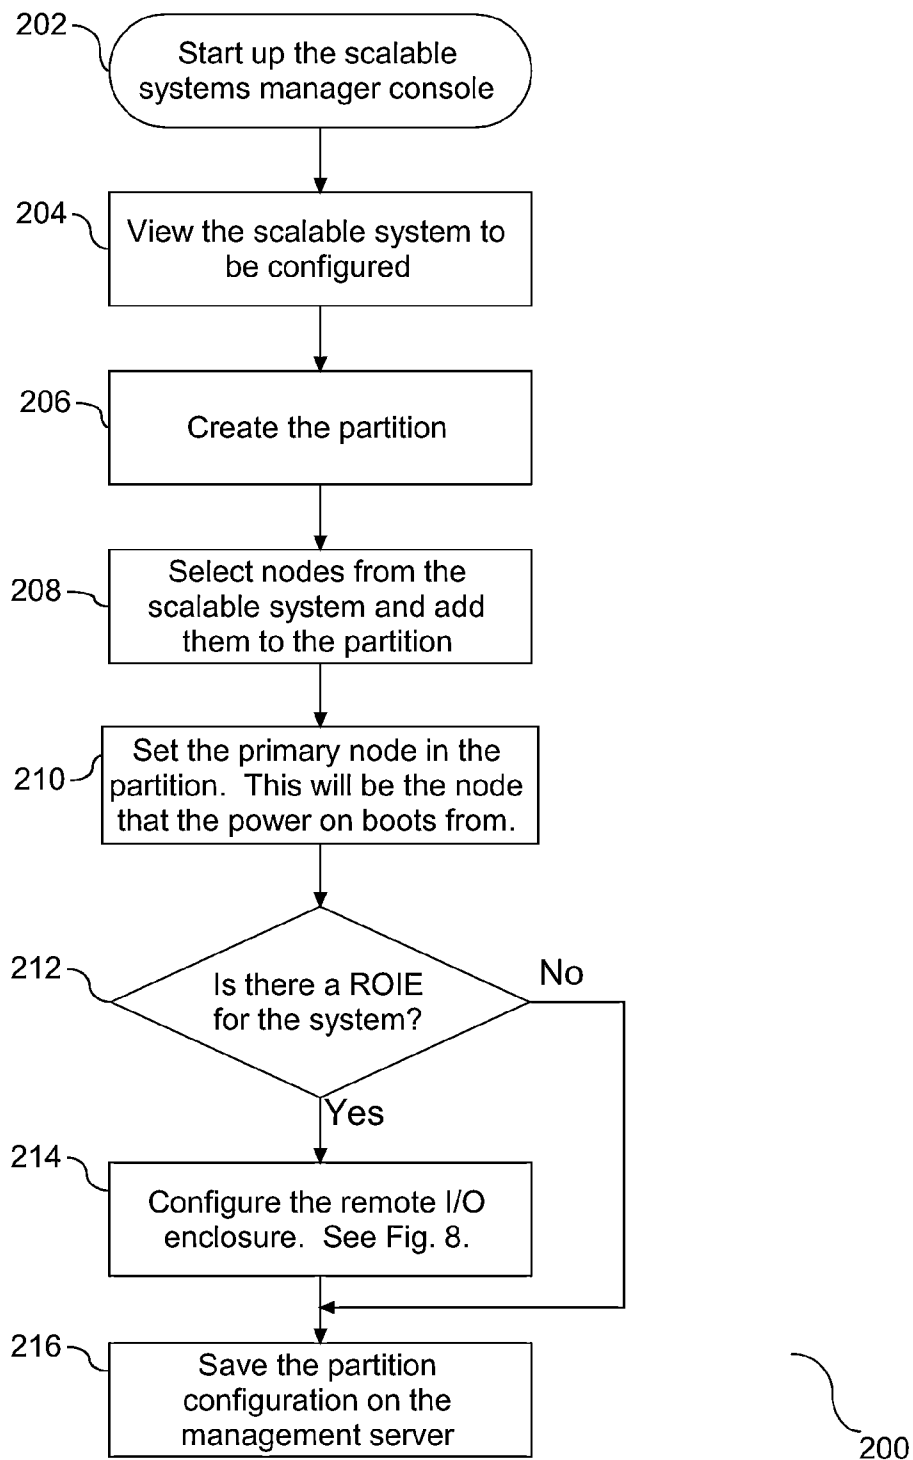 202
Start up the scalable
systems manager console
204
View the scalable system to
be configured
206
Create the partition
208
Select nodes from the
scalable system and add
them to the partition
210
Set the primary node in the
partition.  This will be the node
that the power on boots from.
212
Is there a ROIE
for the system?
No
Yes
214
Configure the remote I/O
enclosure.  See Fig. 8.
216
Save the partition
configuration on the
management server
200